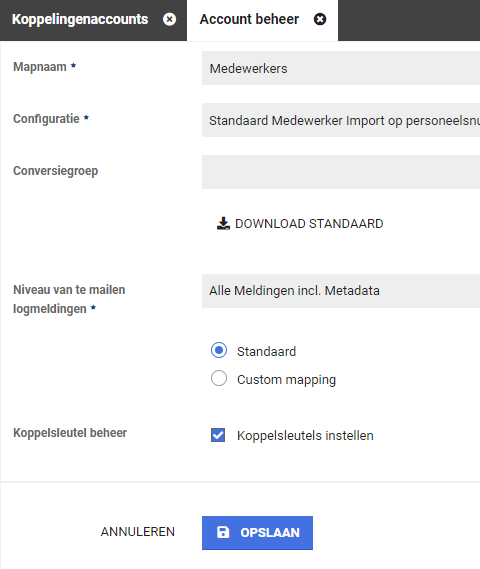 Koppelingenaccounts Account beheer
Mapnaam *
Medewerkers
Configuratie *
Standaard Medewerker Import op personeelsnu
Conversiegroep
DOWNLOAD STANDAARD
Niveau van te mailen
logmeldingen *
Alle Meldingen incl. Metadata
Standaard
Custom mapping
Koppelsleutel beheer
Koppelsleutels instellen
ANNULEREN OPSLAAN